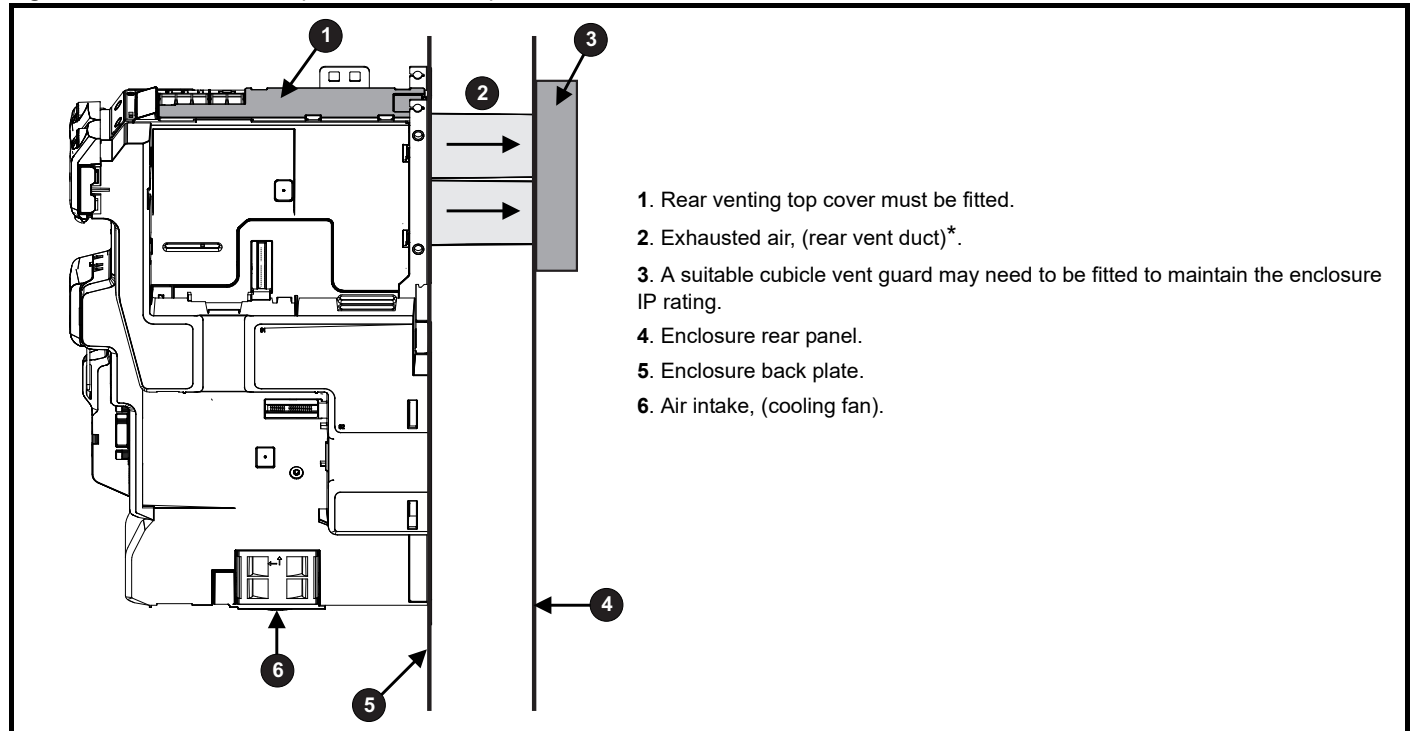 1
3
2
1. Rear venting top cover must be fitted.
2. Exhausted air, (rear vent duct)*.
3. A suitable cubicle vent guard may need to be fitted to maintain the enclosure
IP rating.
4. Enclosure rear panel.
5. Enclosure back plate.
6. Air intake, (cooling fan).
4
6
5